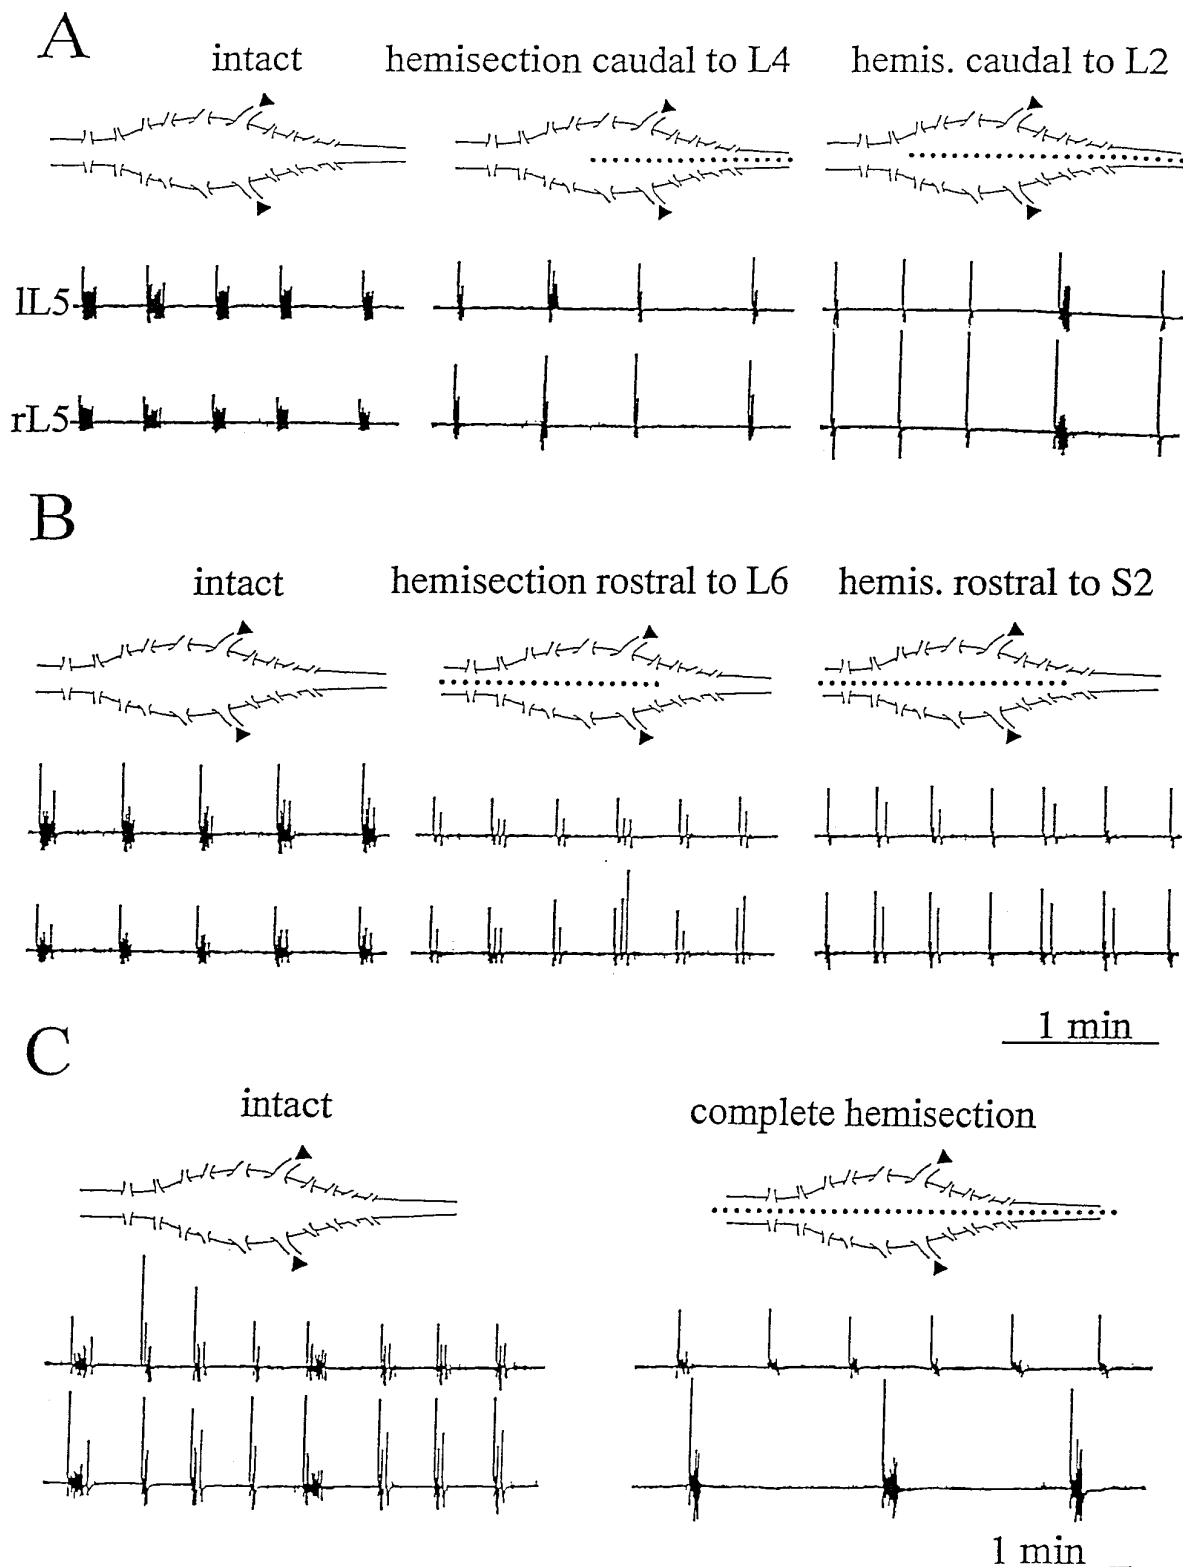 A
intact hemisection caudal to L4 hemis. caudal to L2
lL5
rL5
B
intact hemisection rostral to L6 hemis. rostral to S2
1 min
C
intact complete hemisection
1 min